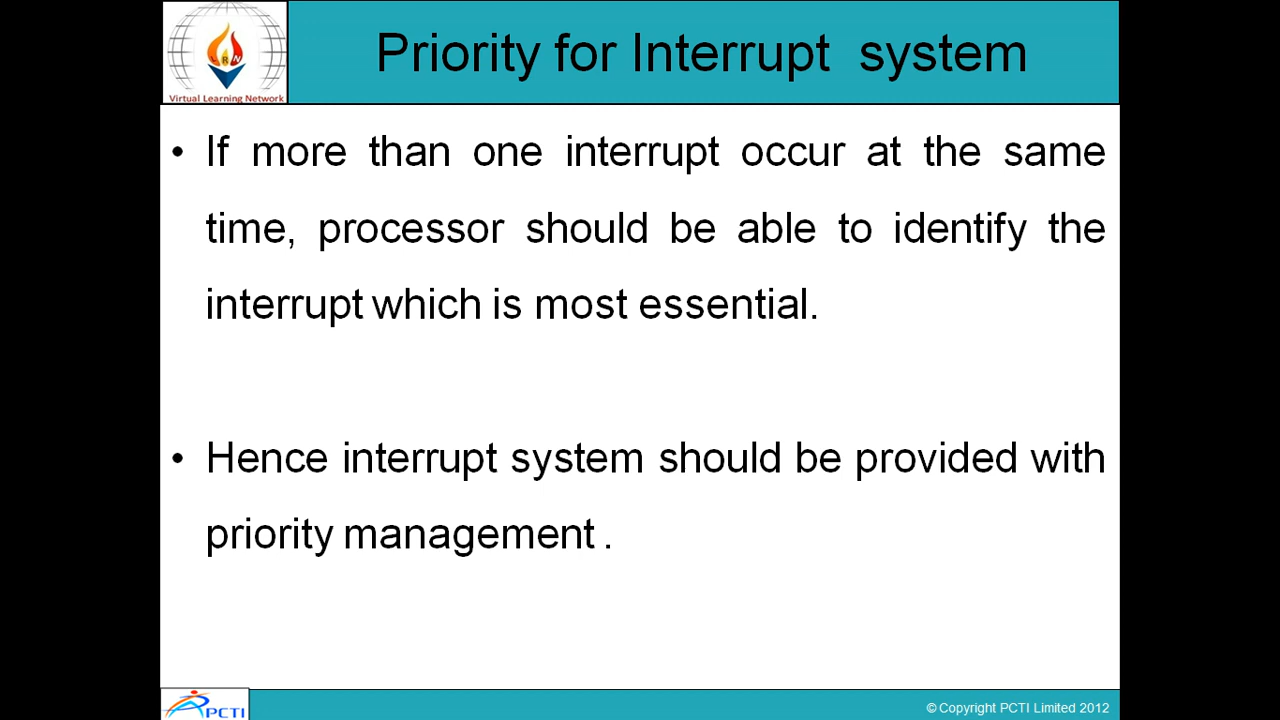 Priority for Interrupt system
Virtual Learning Network
• If more than one interrupt occur at the same
time, processor should be able to identify the
interrupt which is most essential.
• Hence interrupt system should be provided with
priority management .
PCTI
© Copyright PCTI Limited 2012